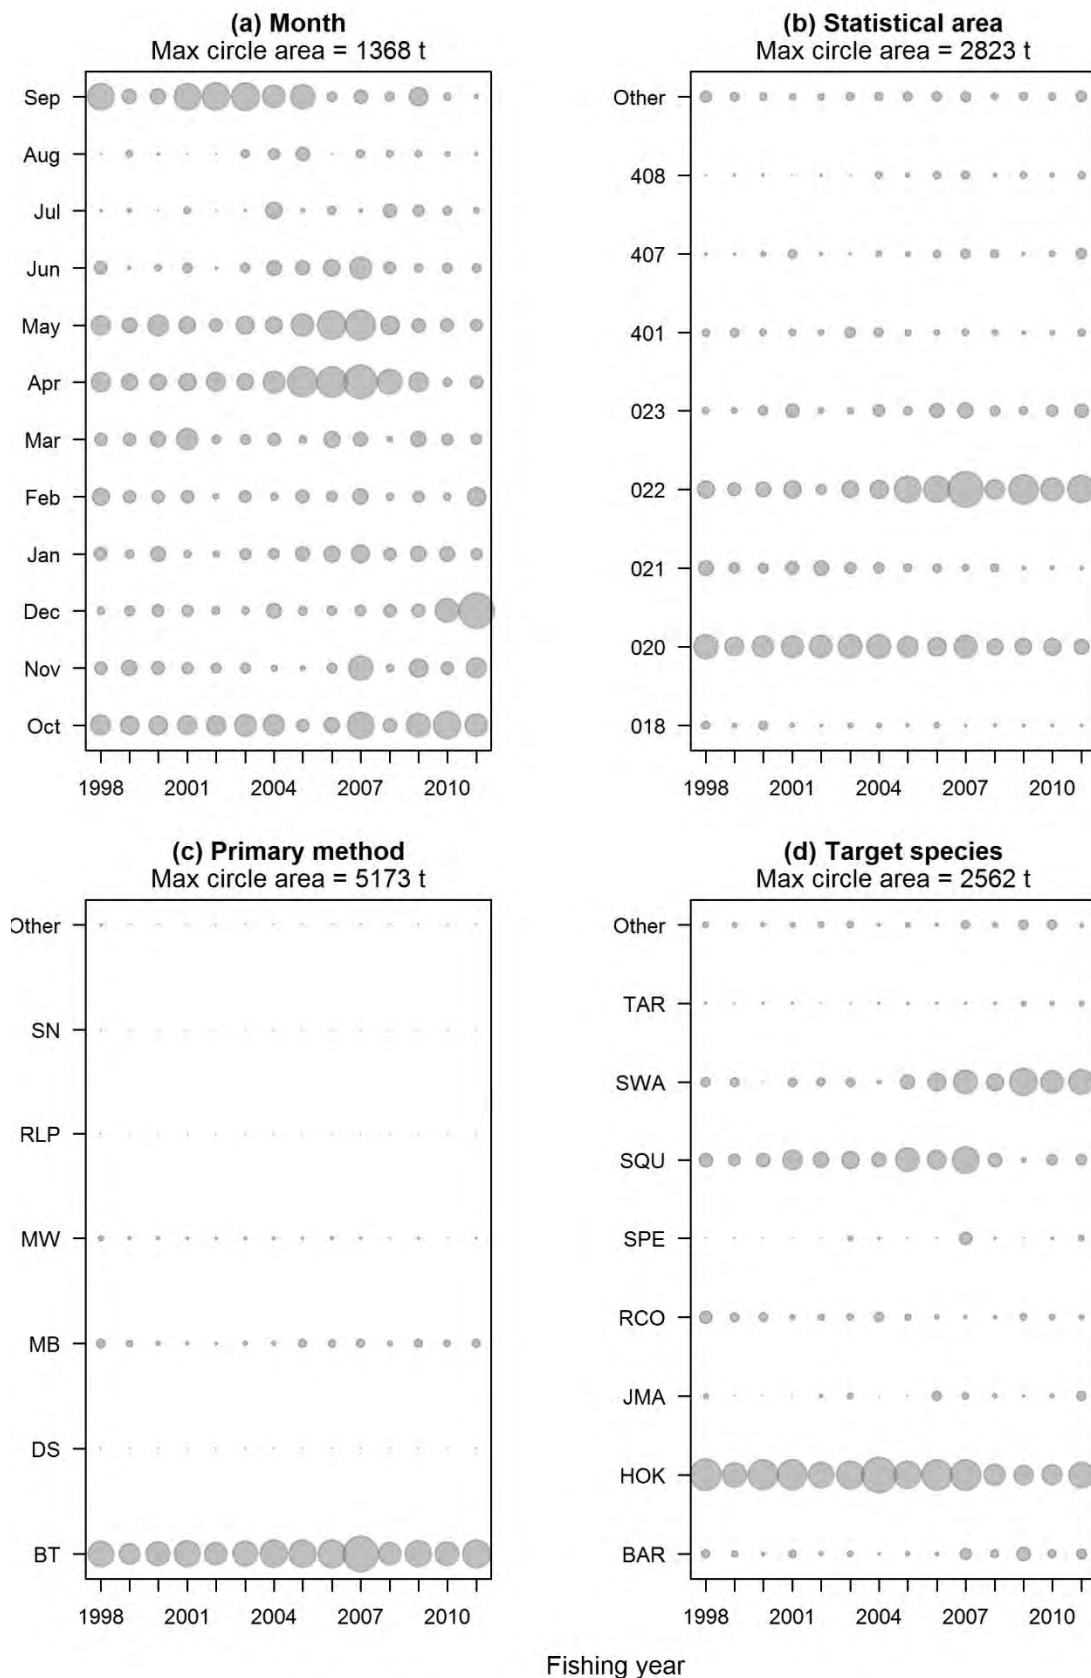 (a) Month
Max circle area = 1368 t
Sep
Aug
Jul
Jun
May
Apr
Mar
Feb
Jan
Dec
Nov
Oct
1998 2001 2004 2007 2010
(b) Statistical area
Max circle area = 2823 t
Other
408
407
401
023
022
021
020
018
1998 2001 2004 2007 2010
(c) Primary method
Max circle area = 5173 t
Other
SN
RLP
MW
MB
DS
BT
1998 2001 2004 2007 2010
(d) Target species
Max circle area = 2562 t
Other
TAR
SWA
SQU
SPE
RCO
JMA
HOK
BAR
1998 2001 2004 2007 2010
Fishing year